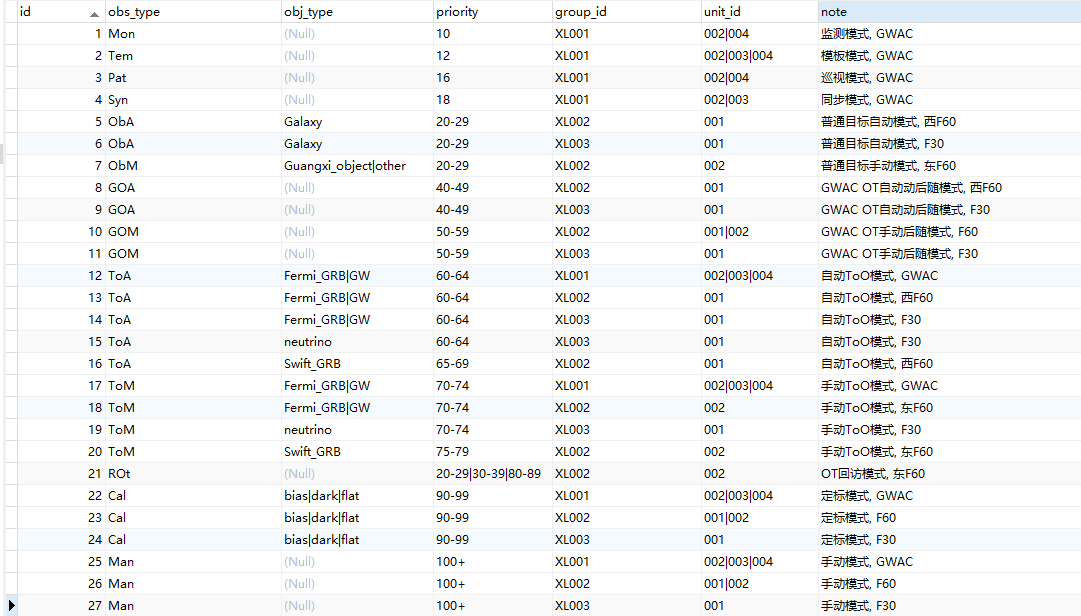 id obs_type obj_type priority group_id unit_id note
1 Mon (Null) 10 XL001 002|004 监测模式, GWAC
2 Tem (Null) 12 XL001 002|003|004 模板模式, GWAC
3 Pat (Null) 16 XL001 002|004 巡视模式, GWAC
4 Syn (Null) 18 XL001 002|003 同步模式, GWAC
5 ObA Galaxy 20-29 XL002 001 普通目标自动模式, 西F60
6 ObA Galaxy 20-29 XL003 001 普通目标自动模式, F30
7 ObM Guangxi_object|other 20-29 XL002 002 普通目标手动模式, 东F60
8 GOA (Null) 40-49 XL002 001 GWAC OT自动动后随模式, 西F60
9 GOA (Null) 40-49 XL003 001 GWAC OT自动动后随模式, F30
10 GOM (Null) 50-59 XL002 001|002 GWAC OT手动后随模式, F60
11 GOM (Null) 50-59 XL003 001 GWAC OT手动后随模式, F30
12 ToA Fermi_GRB|GW 60-64 XL001 002|003|004 自动ToO模式, GWAC
13 ToA Fermi_GRB|GW 60-64 XL002 001 自动ToO模式, 西F60
14 ToA Fermi_GRB|GW 60-64 XL003 001 自动ToO模式, F30
15 ToA neutrino 60-64 XL003 001 自动ToO模式, F30
16 ToA Swift_GRB 65-69 XL002 001 自动ToO模式, 西F60
17 ToM Fermi_GRB|GW 70-74 XL001 002|003|004 手动ToO模式, GWAC
18 ToM Fermi_GRB|GW 70-74 XL002 002 手动ToO模式, 东F60
19 ToM neutrino 70-74 XL003 001 手动ToO模式, F30
20 ToM Swift_GRB 75-79 XL002 002 手动ToO模式, 东F60
21 ROt (Null) 20-29|30-39|80-89 XL002 002 OT回访模式, 东F60
22 Cal bias|dark|flat 90-99 XL001 002|003|004 定标模式, GWAC
23 Cal bias|dark|flat 90-99 XL002 001|002 定标模式, F60
24 Cal bias|dark|flat 90-99 XL003 001 定标模式, F30
25 Man (Null) 100+ XL001 002|003|004 手动模式, GWAC
26 Man (Null) 100+ XL002 001|002 手动模式, F60
27 Man (Null) 100+ XL003 001 手动模式, F30